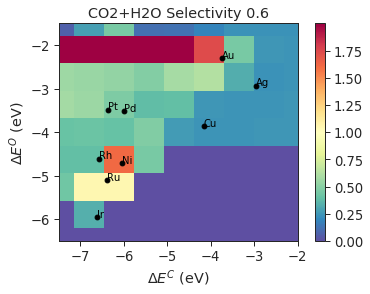 CO2+H2O Selectivity 0.6
ΔE^O (eV)
−2
−3
−4
−5
−6
Au
Ag
Pt
Pd
Cu
Rh
Ni
Ru
Ir
−7
−6
−5
−4
−3
−2
ΔE^C (eV)
1.75
1.50
1.25
1.00
0.75
0.50
0.25
0.00